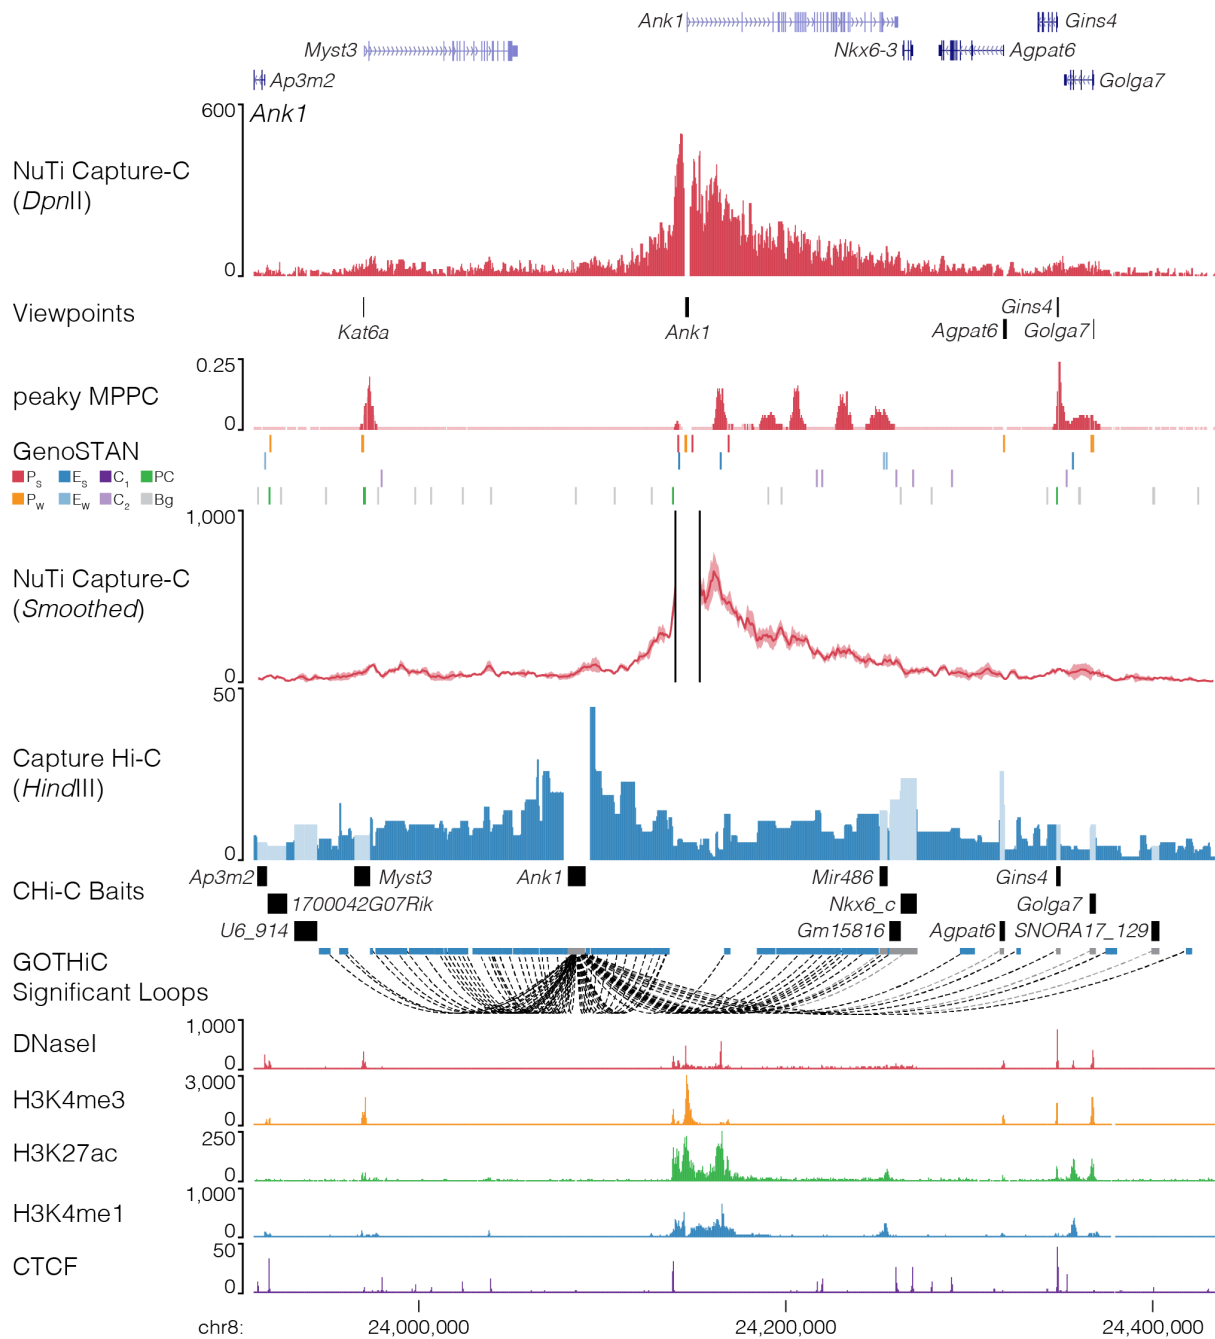 Ank1 Gins4
Myst3 Nkx6-3 Agpat6
Ap3m2 Golga7
600 Ank1
NuTi Capture-C
(DpnII)
0
Viewpoints Gins4
Kat6a Ank1 Agpat6 Golga7
0.25
peaky MPPC
0
GenoSTAN
PS ES C1 PC
PW EW C2 Bg
1,000
NuTi Capture-C
(Smoothed)
0
50
Capture Hi-C
(HindIII)
0
CHi-C Baits Ap3m2 Myst3 Ank1 Mir486 Gins4
1700042G07Rik Nkx6_c Golga7
U6_914 Gm15816 Agpat6 SNORA17_129
GOTHiC
Significant Loops
1,000
DNaseI
0
3,000
H3K4me3
0
250
H3K27ac
0
1,000
H3K4me1
0
50
CTCF
0
chr8: 24,000,000 24,200,000 24,400,000